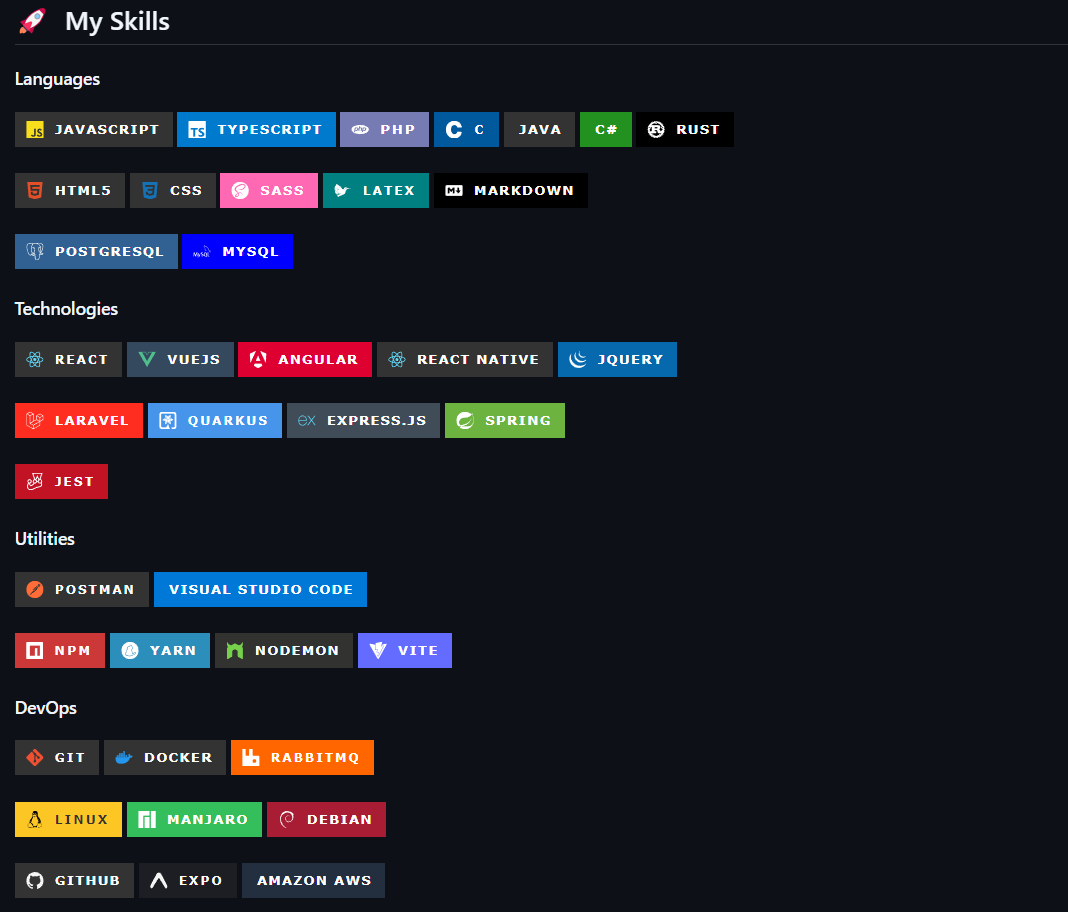 My Skills
Languages
JS JAVASCRIPT TS TYPESCRIPT php PHP C C JAVA C# R RUST
5 HTML5 3 CSS SASS LATEX M MARKDOWN
POSTGRESQL MySQL MYSQL
Technologies
REACT VUEJS ANGULAR REACT NATIVE JQUERY
LARAVEL QUARKUS ex EXPRESS.JS SPRING
JEST
Utilities
POSTMAN VISUAL STUDIO CODE
NPM YARN NODEMON VITE
DevOps
GIT DOCKER RABBITMQ
LINUX MANJARO DEBIAN
GITHUB EXPO AMAZON AWS